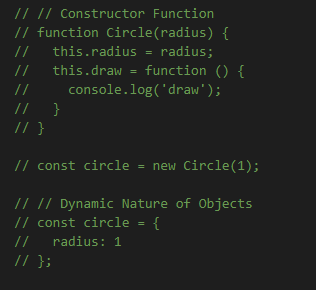 // // Constructor Function
// function Circle(radius) {
//   this.radius = radius;
//   this.draw = function () {
//     console.log('draw');
//   }
// }

// const circle = new Circle(1);

// // Dynamic Nature of Objects
// const circle = {
//   radius: 1
// };